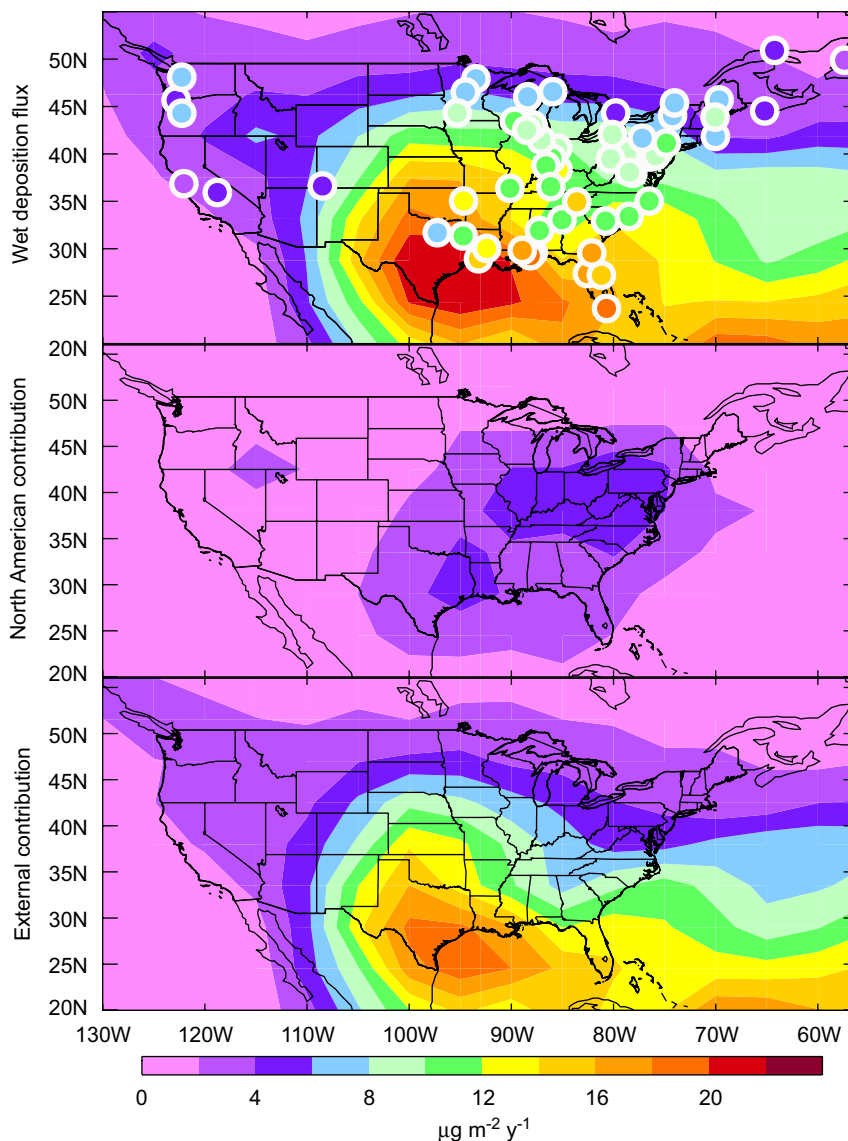 50N
45N
40N
35N
30N
25N
20N
Wet deposition flux
50N
45N
40N
35N
30N
25N
20N
North American contribution
50N
45N
40N
35N
30N
25N
20N
External contribution
130W 120W 110W 100W 90W 80W 70W 60W
0 4 8 12 16 20
μg m⁻² y⁻¹